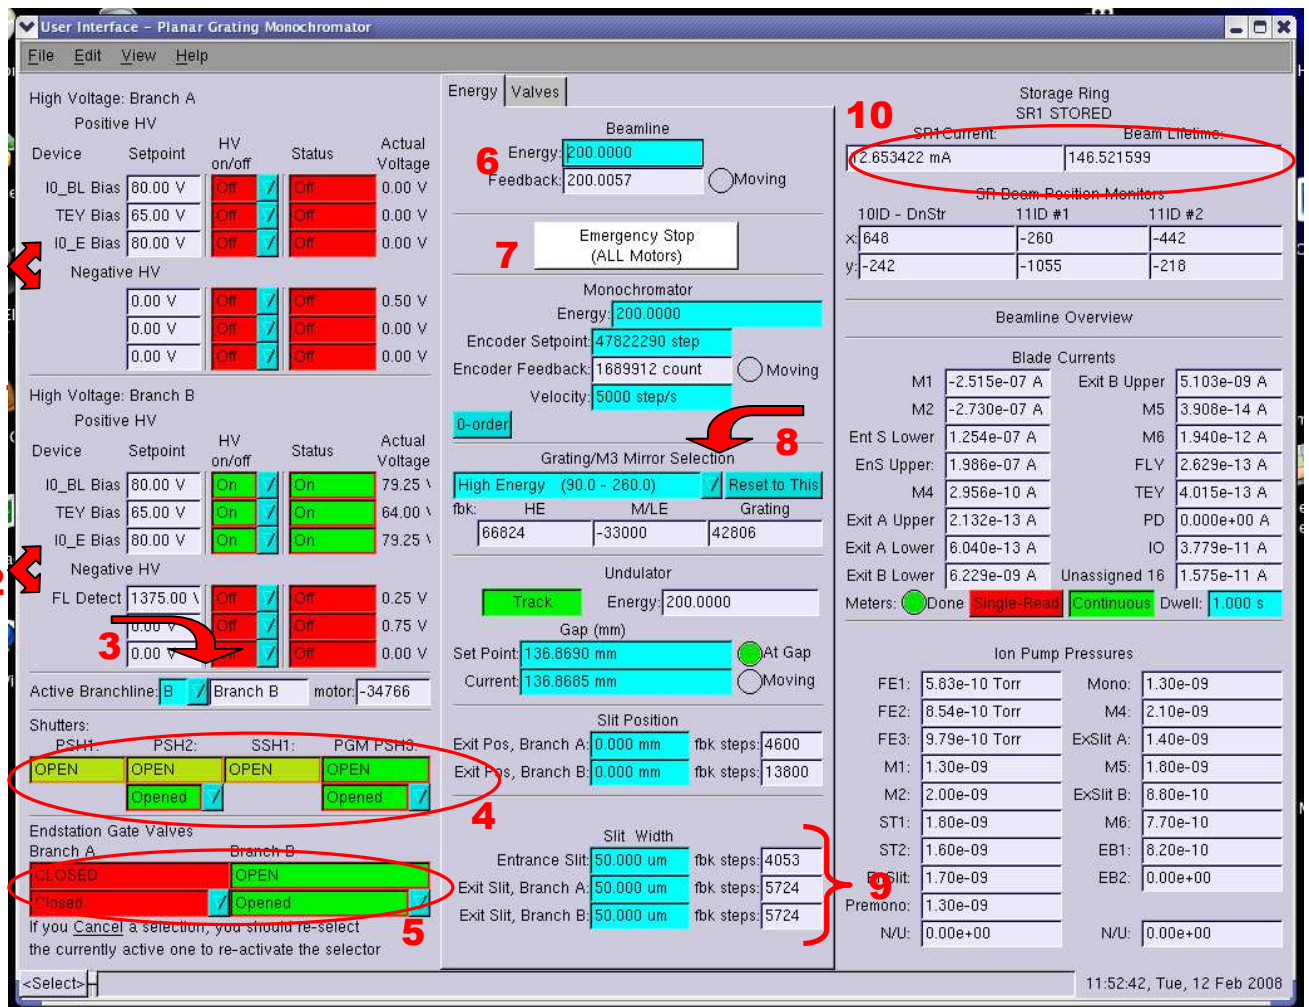 User Interface - Planar Grating Monochromator
File Edit View Help
High Voltage: Branch A
Positive HV
Device Setpoint HV on/off Status Actual Voltage
I0_BL Bias 80.00 V Off Off 0.00 V
TEY Bias 65.00 V Off Off 0.00 V
I0_E Bias 80.00 V Off Off 0.00 V
Negative HV
0.00 V Off Off 0.50 V
0.00 V Off Off 0.00 V
0.00 V Off Off 0.00 V
High Voltage: Branch B
Positive HV
Device Setpoint HV on/off Status Actual Voltage
I0_BL Bias 80.00 V On On 79.25
TEY Bias 65.00 V On On 64.00
I0_E Bias 80.00 V On On 79.25
2
Negative HV
FL Detect 1375.00 Off Off 0.25 V
0.00 V Off Off 0.75 V
3
0.00 V Off Off 0.00 V
Active Branchline: B Branch B motor: -34766
Shutters:
PSH1: PSH2: SSH1: PGM PSH3:
OPEN OPEN OPEN OPEN
Opened Opened
4
Endstation Gate Valves
Branch A Branch B
CLOSED OPEN
Closed Opened
5
If you Cancel a selection, you should re-select
the currently active one to re-activate the selector
<Select>
Energy Valves
Beamline
6
Energy: 200.0000
Feedback: 200.0057 Moving
7
Emergency Stop
(ALL Motors)
Monochromator
Energy: 200.0000
Encoder Setpoint: 47822290 step
Encoder Feedback: 1689912 count Moving
Velocity: 5000 step/s
0-order
8
Grating/M3 Mirror Selection
High Energy (90.0 - 260.0) Reset to This
fbk: HE M/LE Grating
66824 -33000 42806
Undulator
Track Energy: 200.0000
Gap (mm)
Set Point: 136.8690 mm At Gap
Current: 136.8685 mm Moving
Slit Position
Exit Pos, Branch A: 0.000 mm fbk steps: 4600
Exit Pos, Branch B: 0.000 mm fbk steps: 13800
Slit Width
Entrance Slit: 50.000 um fbk steps: 4053
Exit Slit, Branch A: 50.000 um fbk steps: 5724
Exit Slit, Branch B: 50.000 um fbk steps: 5724
9
Storage Ring
SR1 STORED
10
SR1Current: Beam Lifetime:
12.653422 mA 146.521599
SR Beam Position Monitors
10ID - DnStr 11ID #1 11ID #2
x: 648 -260 -442
y: -242 -1055 -218
Beamline Overview
Blade Currents
M1 -2.515e-07 A Exit B Upper 5.103e-09 A
M2 -2.730e-07 A M5 3.908e-14 A
Ent S Lower 1.254e-07 A M6 1.940e-12 A
EnS Upper: 1.986e-07 A FLY 2.629e-13 A
M4 2.956e-10 A TEY 4.015e-13 A
Exit A Upper 2.132e-13 A PD 0.000e+00 A
Exit A Lower 6.040e-13 A IO 3.779e-11 A
Exit B Lower 6.229e-09 A Unassigned 16 1.575e-11 A
Meters: Done Single-Read Continuous Dwell: 1.000 s
Ion Pump Pressures
FE1: 5.83e-10 Torr Mono: 1.30e-09
FE2: 8.54e-10 Torr M4: 2.10e-09
FE3: 9.79e-10 Torr ExSlit A: 1.40e-09
M1: 1.30e-09 M5: 1.80e-09
M2: 2.00e-09 ExSlit B: 8.80e-10
ST1: 1.80e-09 M6: 7.70e-10
ST2: 1.60e-09 EB1: 8.20e-10
EnSlit: 1.70e-09 EB2: 0.00e+00
Premono: 1.30e-09
N/U: 0.00e+00 N/U: 0.00e+00
11:52:42, Tue, 12 Feb 2008